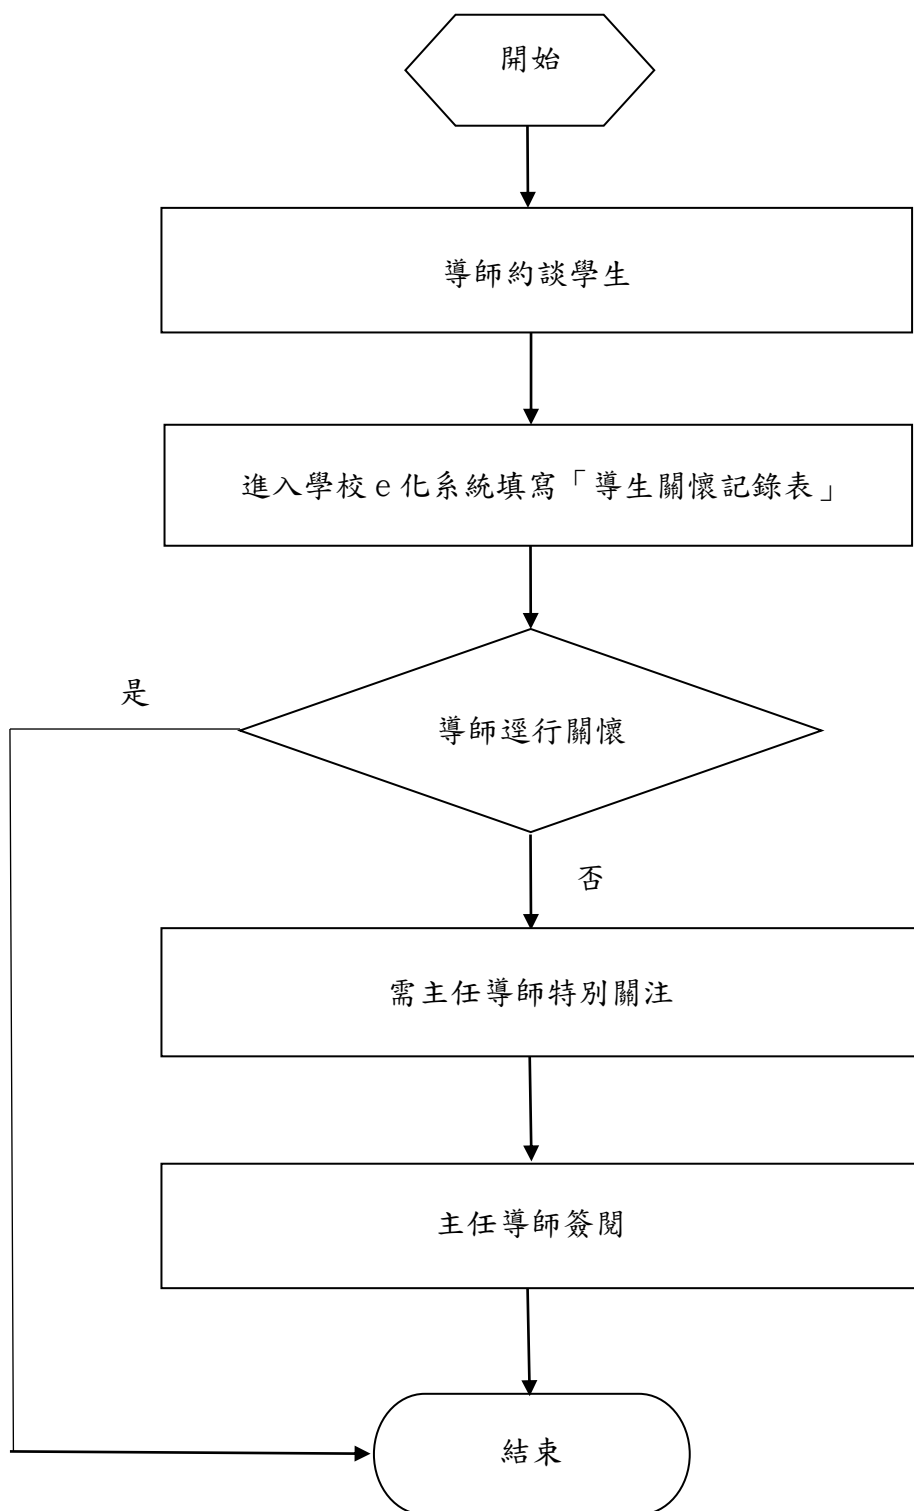 開始
導師約談學生
進入學校 e 化系統填寫「導生關懷記錄表」
是
導師逕行關懷
否
需主任導師特別關注
主任導師簽閱
結束